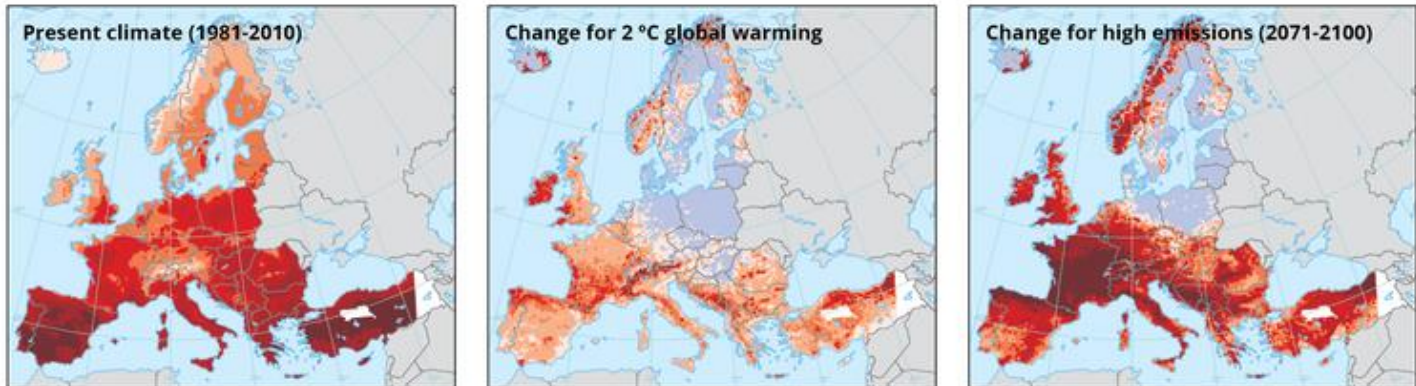 Present climate (1981-2010)
Change for 2 °C global warming
Change for high emissions (2071-2100)